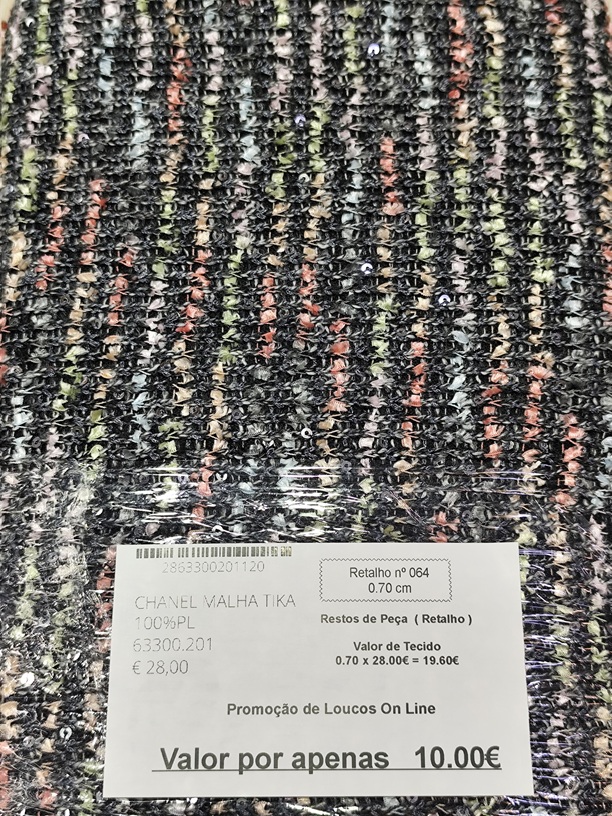 2863300201120
CHANEL MALHA TIKA
100%PL
63300.201
€ 28,00
Retalho nº 064
0.70 cm
Restos de Peça ( Retalho )
Valor de Tecido
0.70 x 28.00€ = 19.60€
Promoção de Loucos On Line
Valor por apenas 10.00€